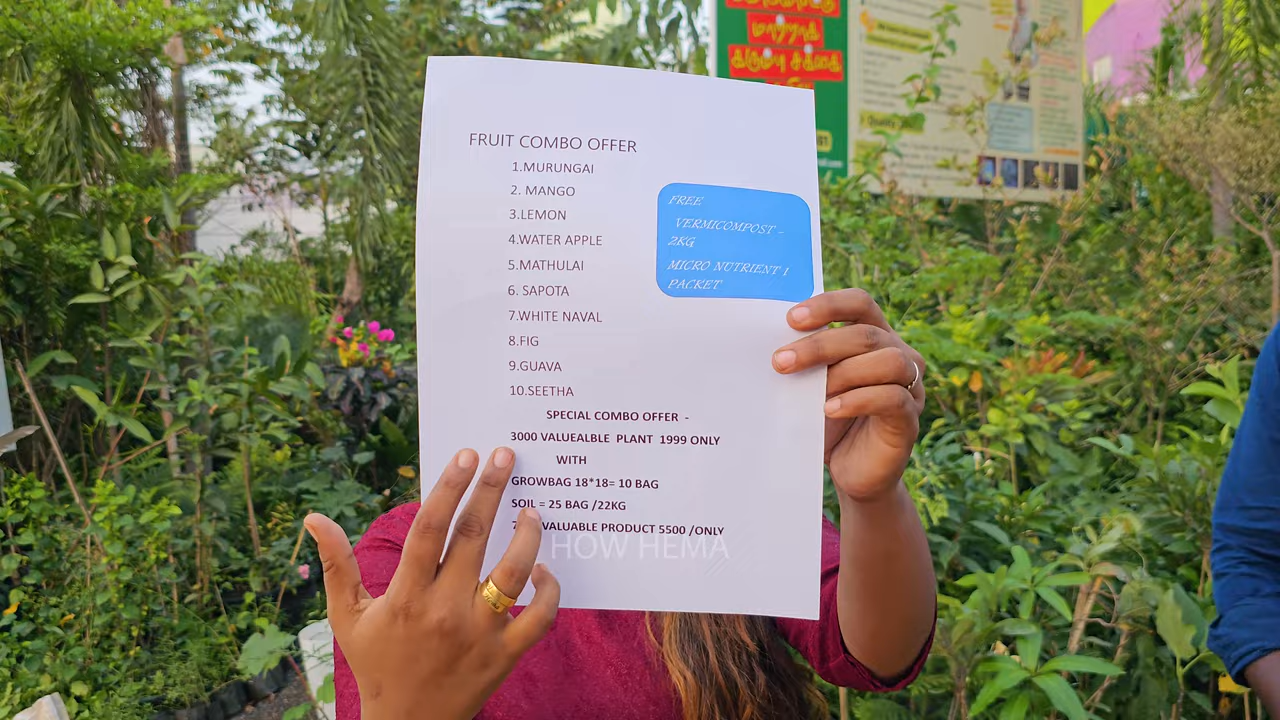 மாற்றாக
கரும்பு சக்கை
FRUIT COMBO OFFER
1.MURUNGAI
2. MANGO
3.LEMON
4.WATER APPLE
5.MATHULAI
6. SAPOTA
7.WHITE NAVAL
8.FIG
9.GUAVA
10.SEETHA
FREE
VERMICOMPOST -
2KG
MICRO NUTRIENT 1
PACKET
SPECIAL COMBO OFFER -
3000 VALUEALBLE PLANT 1999 ONLY
WITH
GROWBAG 18*18= 10 BAG
SOIL = 25 BAG /22KG
VALUABLE PRODUCT 5500 /ONLY
HOW HEMA